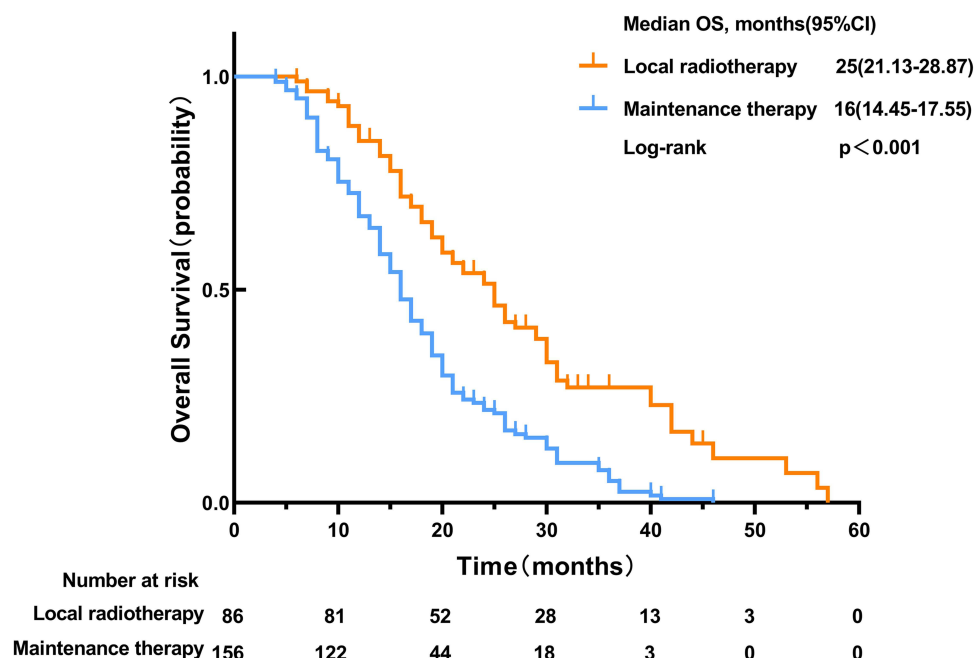 Median OS, months(95%CI)
Local radiotherapy 25(21.13-28.87)
Maintenance therapy 16(14.45-17.55)
Log-rank p＜0.001
Overall Survival（probability）
1.0
0.5
0.0
0 10 20 30 40 50 60
Time（months）
Number at risk
Local radiotherapy 86 81 52 28 13 3 0
Maintenance therapy 156 122 44 18 3 0 0